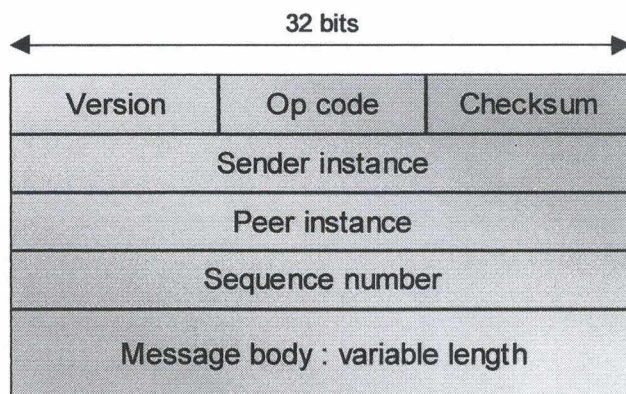 32 bits
Version Op code Checksum
Sender instance
Peer instance
Sequence number
Message body : variable length